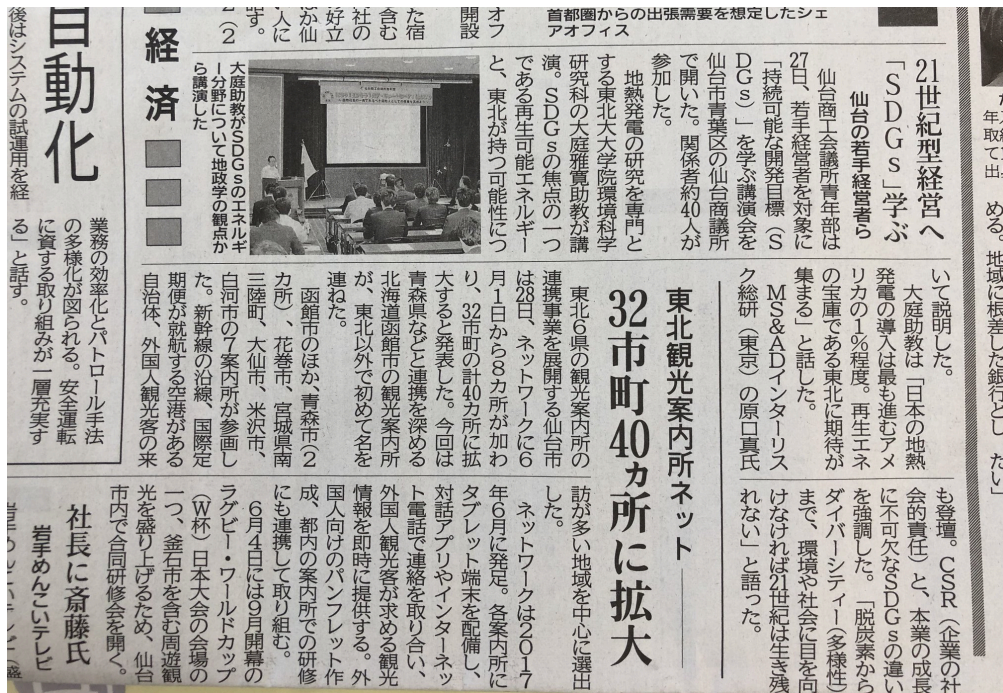 首都圏からの出張需要を想定したシェ
アオフィス
経済
21世紀型経営へ
「SDGs」学ぶ
仙台の若手経営者ら
仙台商工会議所青年部は
27日、若手経営者を対象に
「持続可能な開発目標（S
DGs）」を学ぶ講演会を
仙台市青葉区の仙台商議所
で開いた。関係者約40人が
参加した。
地熱発電の研究を専門と
する東北大大学院環境科学
研究科の大庭雅寛助教が講
演。SDGsの焦点の一つ
である再生可能エネルギー
と、東北が持つ可能性につ
大庭助教がSDGsのエネルギ
ー分野について地政学の観点か
ら講演した
いて説明した。
大庭助教は「日本の地熱
発電の導入は最も進むアメ
リカの1％程度。再生エネ
の宝庫である東北に期待が
集まる」と話した。
MS&ADインターリス
ク総研（東京）の原口真氏
も登壇。CSR（企業の社
会的責任）と、本業の成長
に不可欠なSDGsの違い
を強調した。「脱炭素から
ダイバーシティー（多様性）
まで、環境や社会に目を向
けなければ21世紀は生き残
れない」と語った。
東北観光案内所ネット
32市町40ヵ所に拡大
東北6県の観光案内所の
連携事業を展開する仙台市
は28日、ネットワークに6
月1日から8カ所が加わ
り、32市町の計40カ所に拡
大すると発表した。今回は
青森県などと連携を深める
北海道函館市の観光案内所
が、東北以外で初めて名を
連ねた。
函館市のほか、青森市（2
カ所）、花巻市、宮城県南
三陸町、大仙市、米沢市、
白河市の7案内所が参画し
た。新幹線の沿線、国際定
期便が就航する空港がある
自治体、外国人観光客の来
訪が多い地域を中心に選出
した。
ネットワークは2017
年6月に発足。各案内所に
タブレット端末を配備し、
対話アプリやインターネッ
ト電話で連絡を取り合い、
外国人観光客が求める観光
情報を即時に提供する。外
国人向けのパンフレット作
成、都内の案内所での研修
にも連携して取り組む。
6月4日には9月開幕の
ラグビー・ワールドカップ
（W杯）日本大会の会場の
一つ、釜石市を含む周遊観
光を盛り上げるため、仙台
市内で合同研修会を開く。
社長に斎藤氏
岩手めんこいテレビ
自動化
後はシステムの試運用を経
業務の効率化とパトロール手法
の多様化が図られる。安全運転
に資する取り組みが一層充実す
る」と話す。